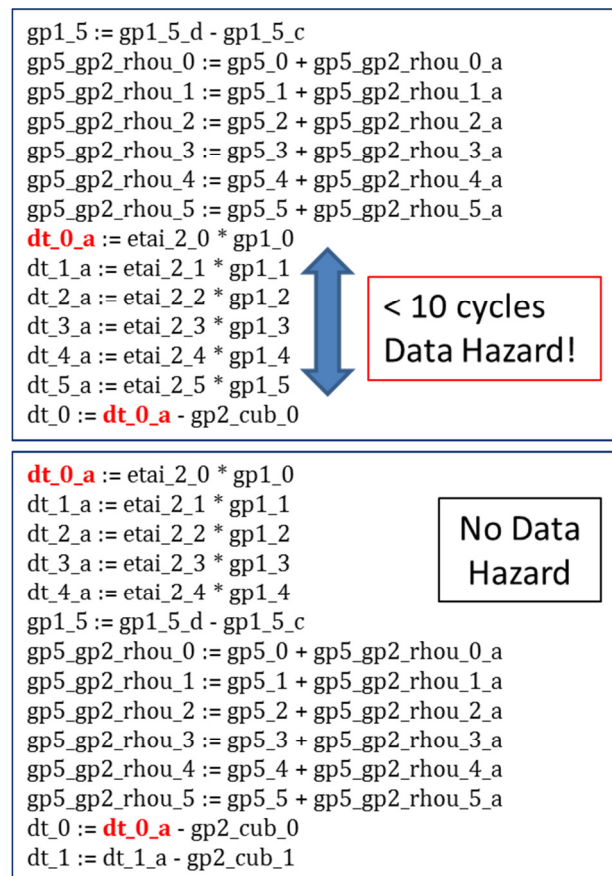 gp1_5 := gp1_5_d - gp1_5_c
gp5_gp2_rhou_0 := gp5_0 + gp5_gp2_rhou_0_a
gp5_gp2_rhou_1 := gp5_1 + gp5_gp2_rhou_1_a
gp5_gp2_rhou_2 := gp5_2 + gp5_gp2_rhou_2_a
gp5_gp2_rhou_3 := gp5_3 + gp5_gp2_rhou_3_a
gp5_gp2_rhou_4 := gp5_4 + gp5_gp2_rhou_4_a
gp5_gp2_rhou_5 := gp5_5 + gp5_gp2_rhou_5_a
dt_0_a := etai_2_0 * gp1_0
dt_1_a := etai_2_1 * gp1_1
dt_2_a := etai_2_2 * gp1_2
dt_3_a := etai_2_3 * gp1_3
dt_4_a := etai_2_4 * gp1_4
dt_5_a := etai_2_5 * gp1_5
dt_0 := dt_0_a - gp2_cub_0
< 10 cycles
Data Hazard!
dt_0_a := etai_2_0 * gp1_0
dt_1_a := etai_2_1 * gp1_1
dt_2_a := etai_2_2 * gp1_2
dt_3_a := etai_2_3 * gp1_3
dt_4_a := etai_2_4 * gp1_4
gp1_5 := gp1_5_d - gp1_5_c
gp5_gp2_rhou_0 := gp5_0 + gp5_gp2_rhou_0_a
gp5_gp2_rhou_1 := gp5_1 + gp5_gp2_rhou_1_a
gp5_gp2_rhou_2 := gp5_2 + gp5_gp2_rhou_2_a
gp5_gp2_rhou_3 := gp5_3 + gp5_gp2_rhou_3_a
gp5_gp2_rhou_4 := gp5_4 + gp5_gp2_rhou_4_a
gp5_gp2_rhou_5 := gp5_5 + gp5_gp2_rhou_5_a
dt_0 := dt_0_a - gp2_cub_0
dt_1 := dt_1_a - gp2_cub_1
No Data
Hazard